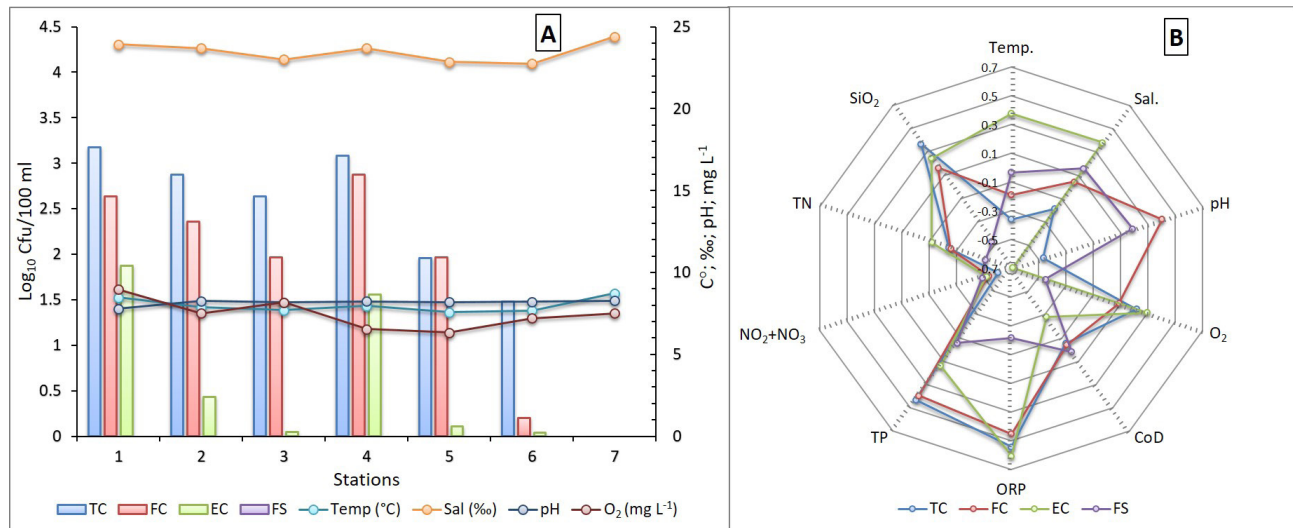 A
4.5
4
3.5
3
2.5
2
1.5
1
0.5
0
Log10 Cfu/100 ml
25
20
15
10
5
0
C°; ‰; pH; mg L-1
1 2 3 4 5 6 7
Stations
TC FC EC FS Temp (°C) Sal (‰) pH O2 (mg L-1)
B
Temp.
Sal.
pH
O2
CoD
ORP
TP
NO2+NO3
TN
SiO2
0.7
0.5
0.3
0.1
-0.1
-0.3
-0.5
-0.7
TC FC EC FS